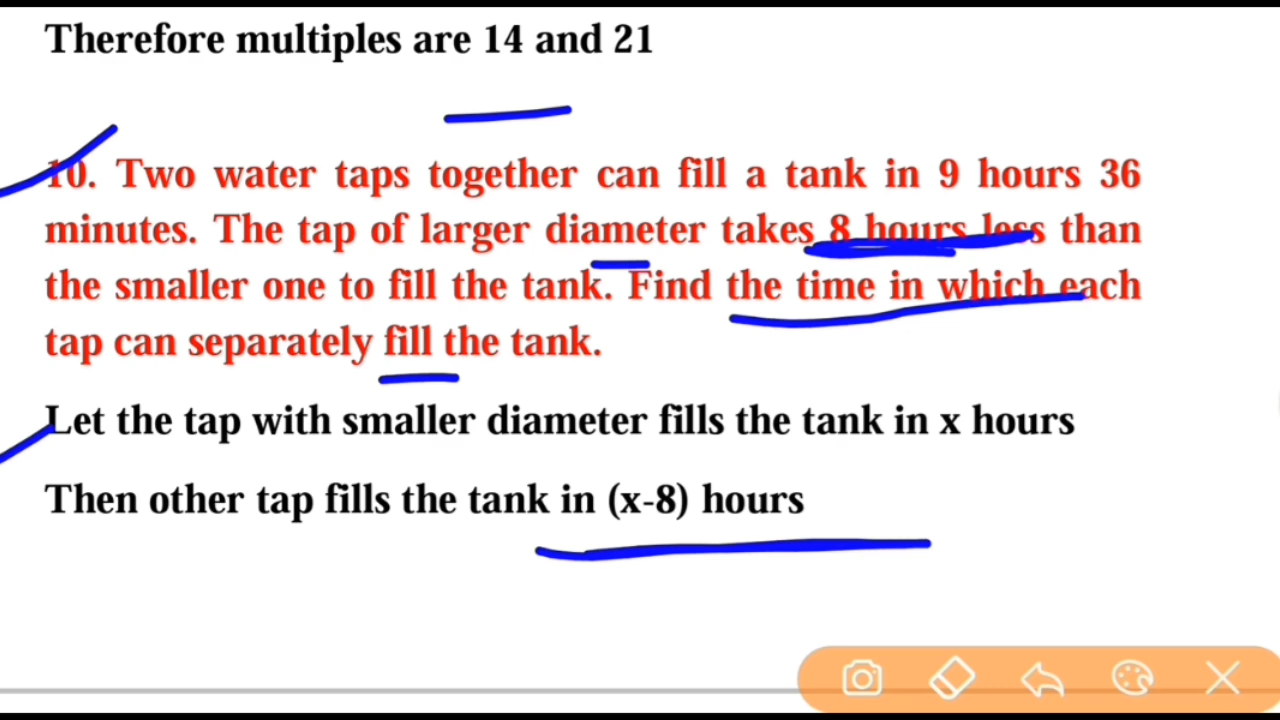 Therefore multiples are 14 and 21
10. Two water taps together can fill a tank in 9 hours 36
minutes. The tap of larger diameter takes 8 hours less than
the smaller one to fill the tank. Find the time in which each
tap can separately fill the tank.
Let the tap with smaller diameter fills the tank in x hours
Then other tap fills the tank in (x-8) hours